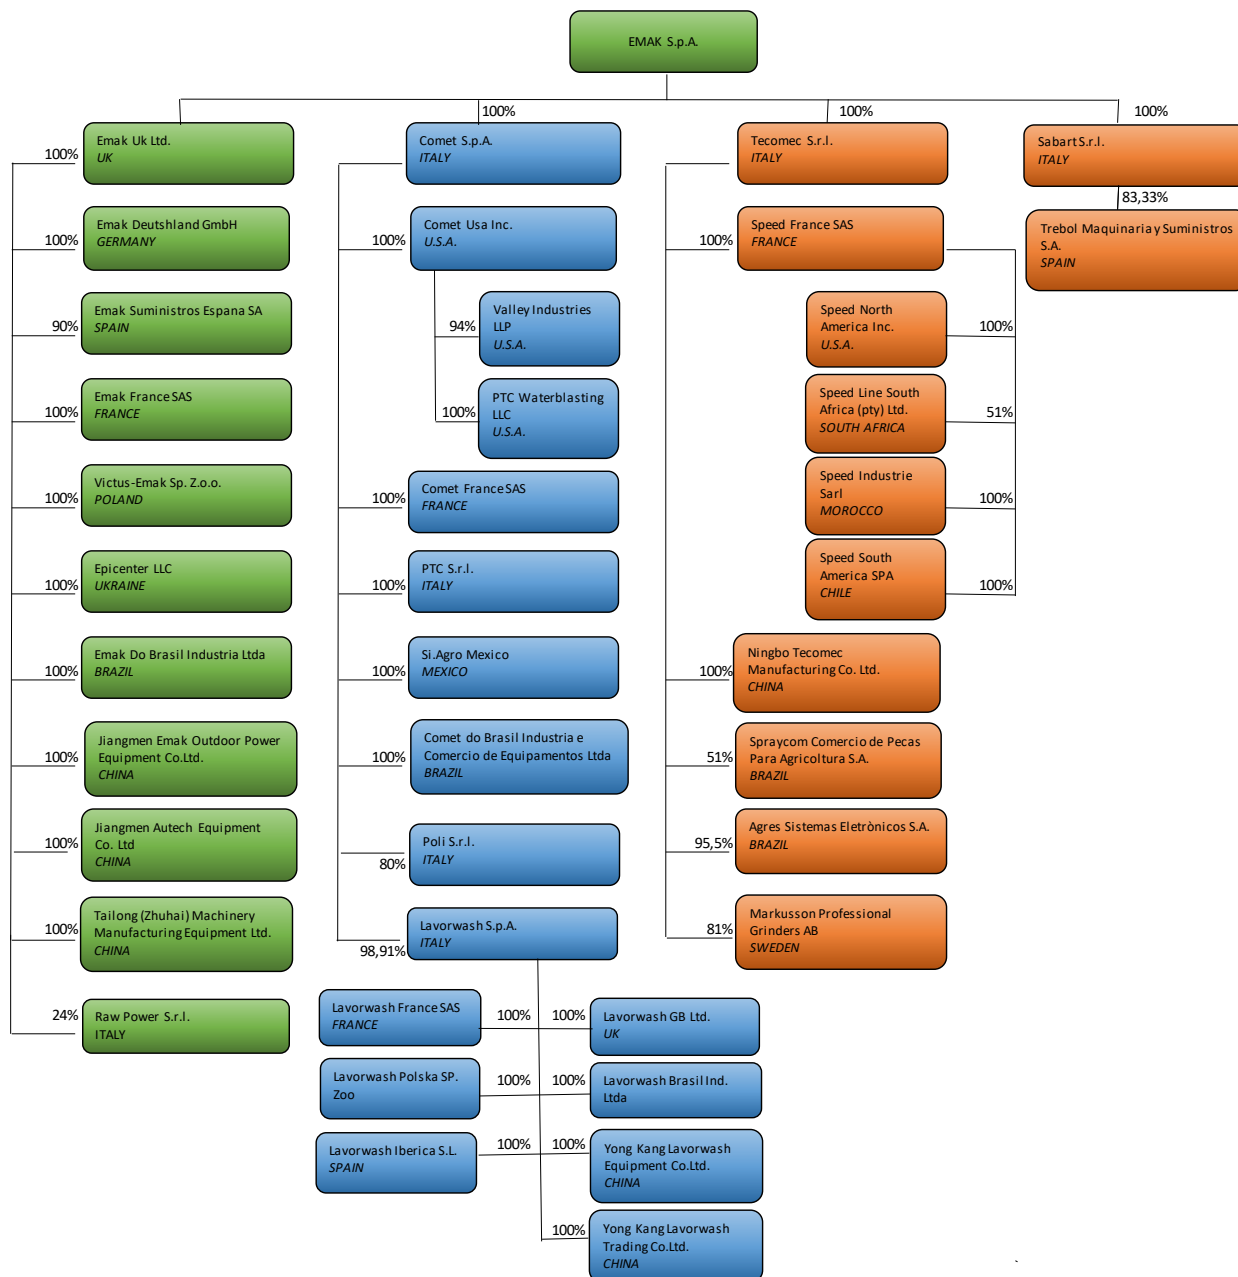 EMAK S.p.A.
100%
100%
100%
Emak Uk Ltd.
UK
100%
Emak Deutshland GmbH
GERMANY
100%
Emak Suministros Espana SA
SPAIN
90%
Emak France SAS
FRANCE
100%
Victus-Emak Sp. Z.o.o.
POLAND
100%
Epicenter LLC
UKRAINE
100%
Emak Do Brasil Industria Ltda
BRAZIL
100%
Jiangmen Emak Outdoor Power
Equipment Co.Ltd.
CHINA
100%
Jiangmen Autech Equipment
Co. Ltd
CHINA
100%
Tailong (Zhuhai) Machinery
Manufacturing Equipment Ltd.
CHINA
100%
Raw Power S.r.l.
ITALY
24%
Comet S.p.A.
ITALY
Comet Usa Inc.
U.S.A.
100%
Valley Industries
LLP
U.S.A.
94%
PTC Waterblasting
LLC
U.S.A.
100%
Comet France SAS
FRANCE
100%
PTC S.r.l.
ITALY
100%
Si.Agro Mexico
MEXICO
100%
Comet do Brasil Industria e
Comercio de Equipamentos Ltda
BRAZIL
100%
Poli S.r.l.
ITALY
80%
Lavorwash S.p.A.
ITALY
98,91%
Lavorwash France SAS
FRANCE
100%
100%
Lavorwash GB Ltd.
UK
Lavorwash Polska SP.
Zoo
100%
100%
Lavorwash Brasil Ind.
Ltda
Lavorwash Iberica S.L.
SPAIN
100%
100%
Yong Kang Lavorwash
Equipment Co.Ltd.
CHINA
100%
Yong Kang Lavorwash
Trading Co.Ltd.
CHINA
Tecomec S.r.l.
ITALY
Speed France SAS
FRANCE
100%
Speed North
America Inc.
U.S.A.
100%
Speed Line South
Africa (pty) Ltd.
SOUTH AFRICA
51%
Speed Industrie
Sarl
MOROCCO
100%
Speed South
America SPA
CHILE
100%
Ningbo Tecomec
Manufacturing Co. Ltd.
CHINA
100%
Spraycom Comercio de Pecas
Para Agricoltura S.A.
BRAZIL
51%
Agres Sistemas Eletrònicos S.A.
BRAZIL
95,5%
Markusson Professional
Grinders AB
SWEDEN
81%
Sabart S.r.l.
ITALY
83,33%
Trebol Maquinaria y Suministros
S.A.
SPAIN